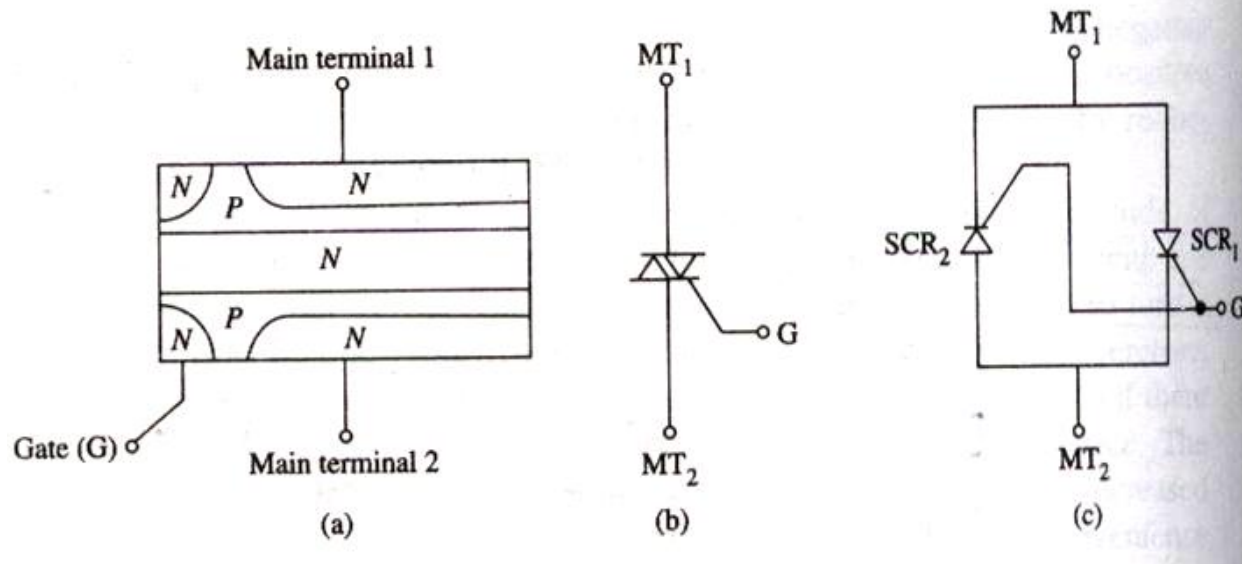 Main terminal 1
N
P
N
N
P
N
N
Gate (G)
Main terminal 2
(a)
MT1
G
MT2
(b)
MT1
SCR2
SCR1
G
MT2
(c)